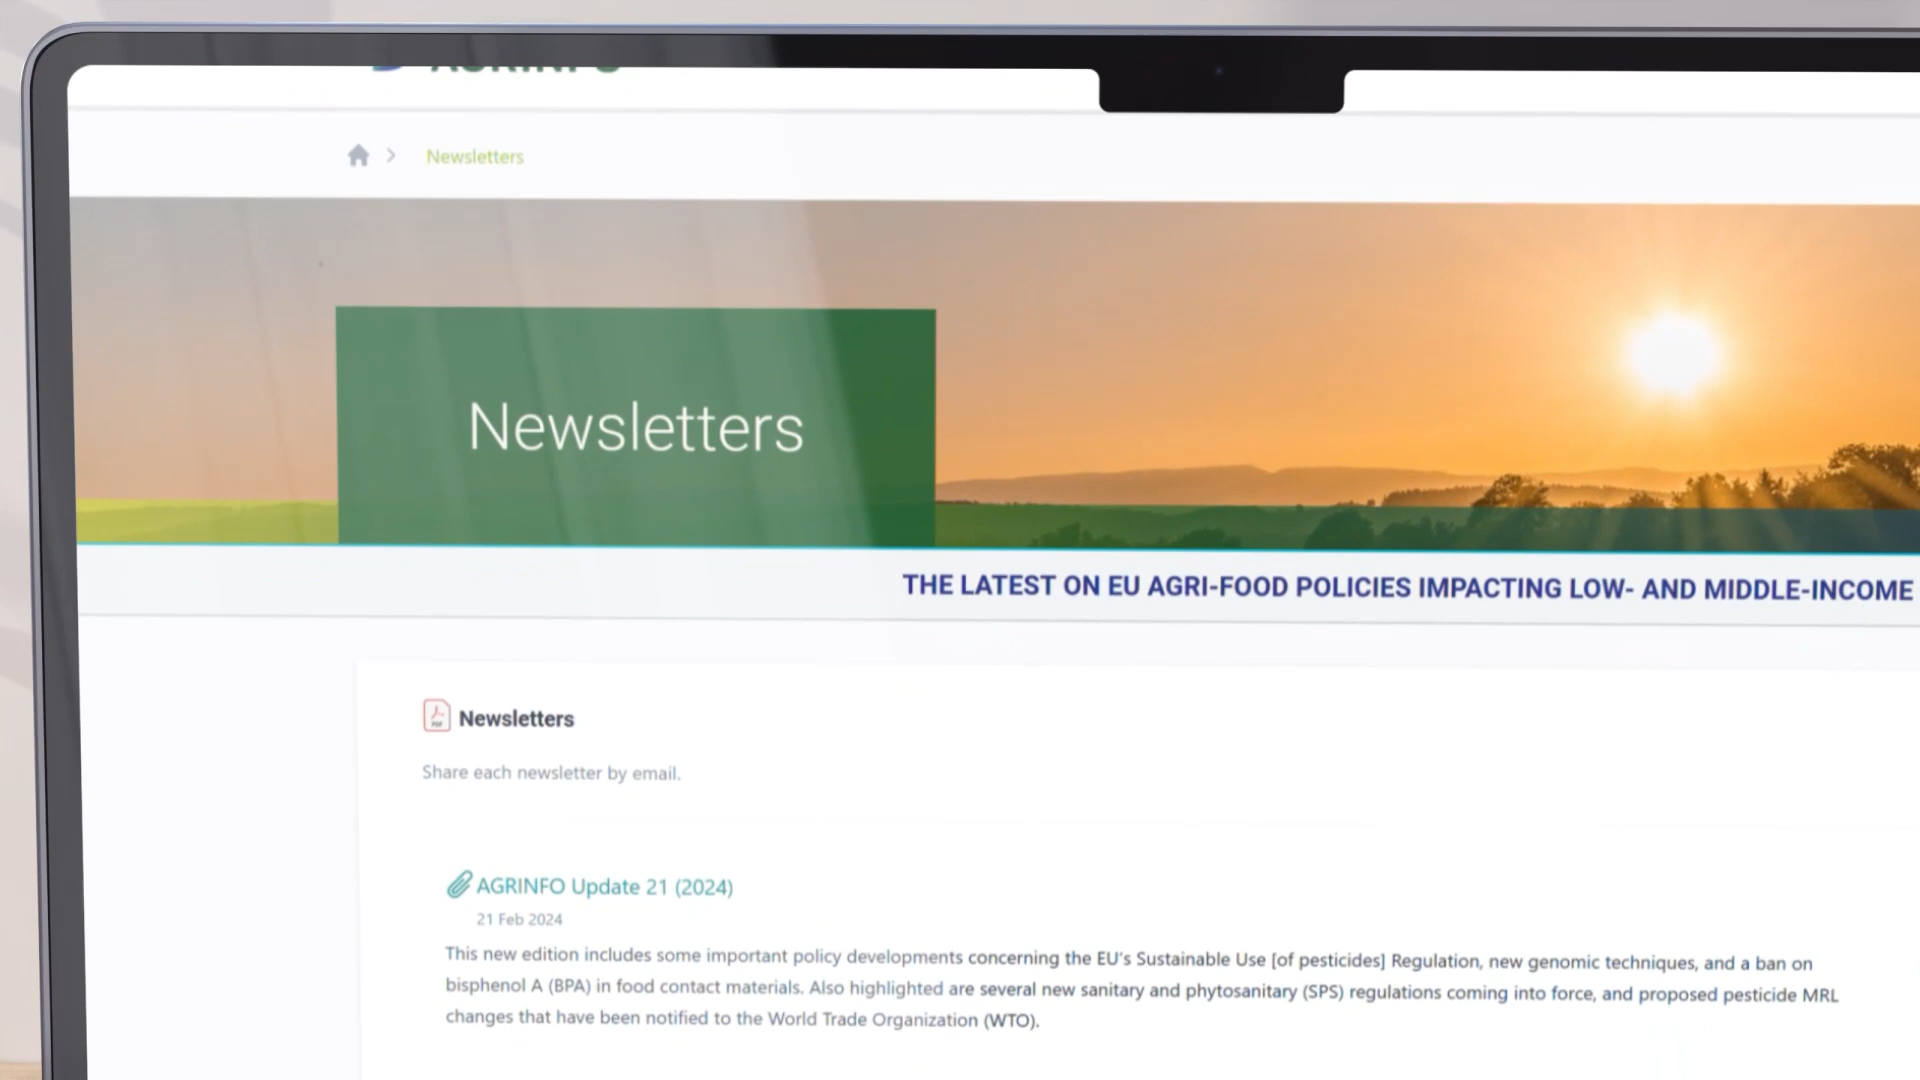 AGRINFO
Newsletters
Newsletters
THE LATEST ON EU AGRI-FOOD POLICIES IMPACTING LOW- AND MIDDLE-INCOME
PDF Newsletters
Share each newsletter by email.
AGRINFO Update 21 (2024)
21 Feb 2024
This new edition includes some important policy developments concerning the EU's Sustainable Use [of pesticides] Regulation, new genomic techniques, and a ban on
bisphenol A (BPA) in food contact materials. Also highlighted are several new sanitary and phytosanitary (SPS) regulations coming into force, and proposed pesticide MRL
changes that have been notified to the World Trade Organization (WTO).